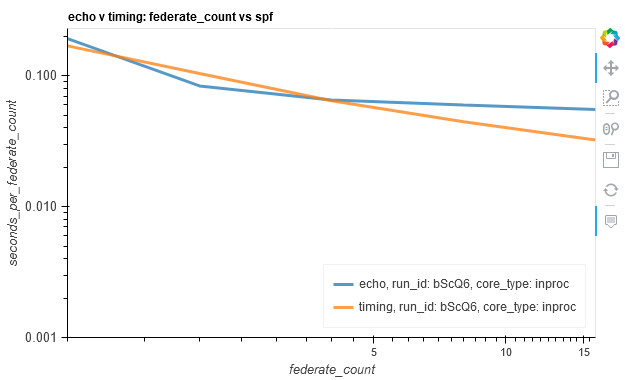 echo v timing: federate_count vs spf
seconds_per_federate_count
0.100
0.010
0.001
echo, run_id: bScQ6, core_type: inproc
timing, run_id: bScQ6, core_type: inproc
5
10
15
federate_count